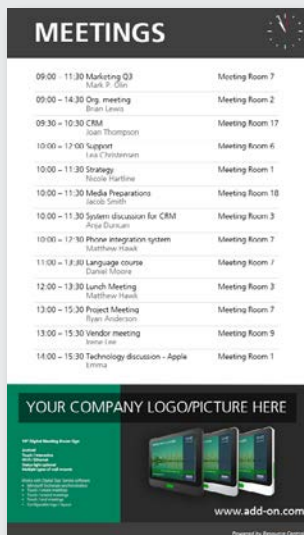 MEETINGS
09:00 – 11:30 Marketing Q3 Meeting Room 7
Mark P. Olin
09:00 – 14:30 Org. meeting Meeting Room 2
Brian Lewis
09:30 – 10:30 CRM Meeting Room 17
Joan Thompson
10:00 – 12:00 Support Meeting Room 6
Lea Christensen
10:00 – 11:30 Strategy Meeting Room 1
Nicole Hartline
10:00 – 11:30 Media Preparations Meeting Room 18
Jacob Smith
10:00 – 11:30 System discussion for CRM Meeting Room 3
Anja Duncan
10:00 – 12:30 Phone integration system Meeting Room 7
Matthew Hawk
11:00 – 13:30 Language course Meeting Room 7
Daniel Moore
12:00 – 13:30 Lunch Meeting Meeting Room 3
Matthew Hawk
13:00 – 15:30 Project Meeting Meeting Room 7
Ryan Anderson
13:00 – 15:30 Vendor meeting Meeting Room 9
Irene Lee
14:00 – 15:30 Technology discussion - Apple Meeting Room 1
Emma
YOUR COMPANY LOGO/PICTURE HERE
Digital Meeting Room Sign
www.add-on.com
Powered by Resource Central